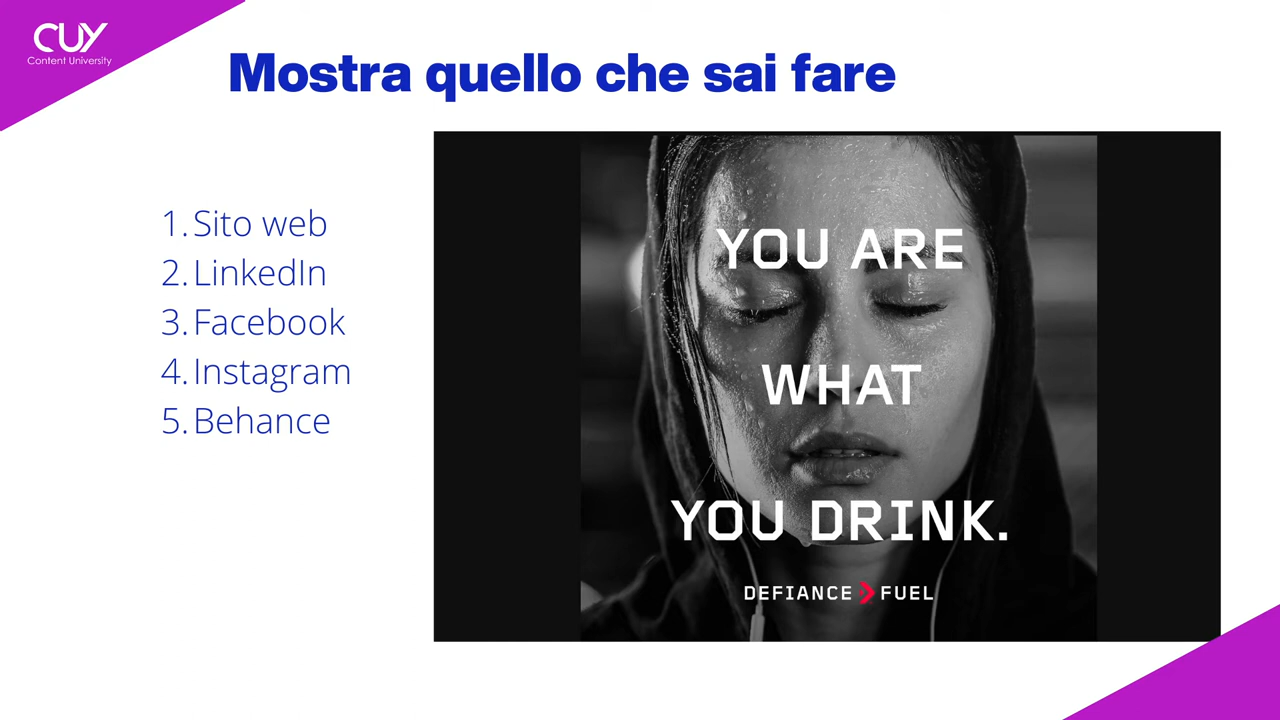 CUY
Content University
Mostra quello che sai fare
1. Sito web
2. LinkedIn
3. Facebook
4. Instagram
5. Behance
YOU ARE
WHAT
YOU DRINK.
DEFIANCE FUEL